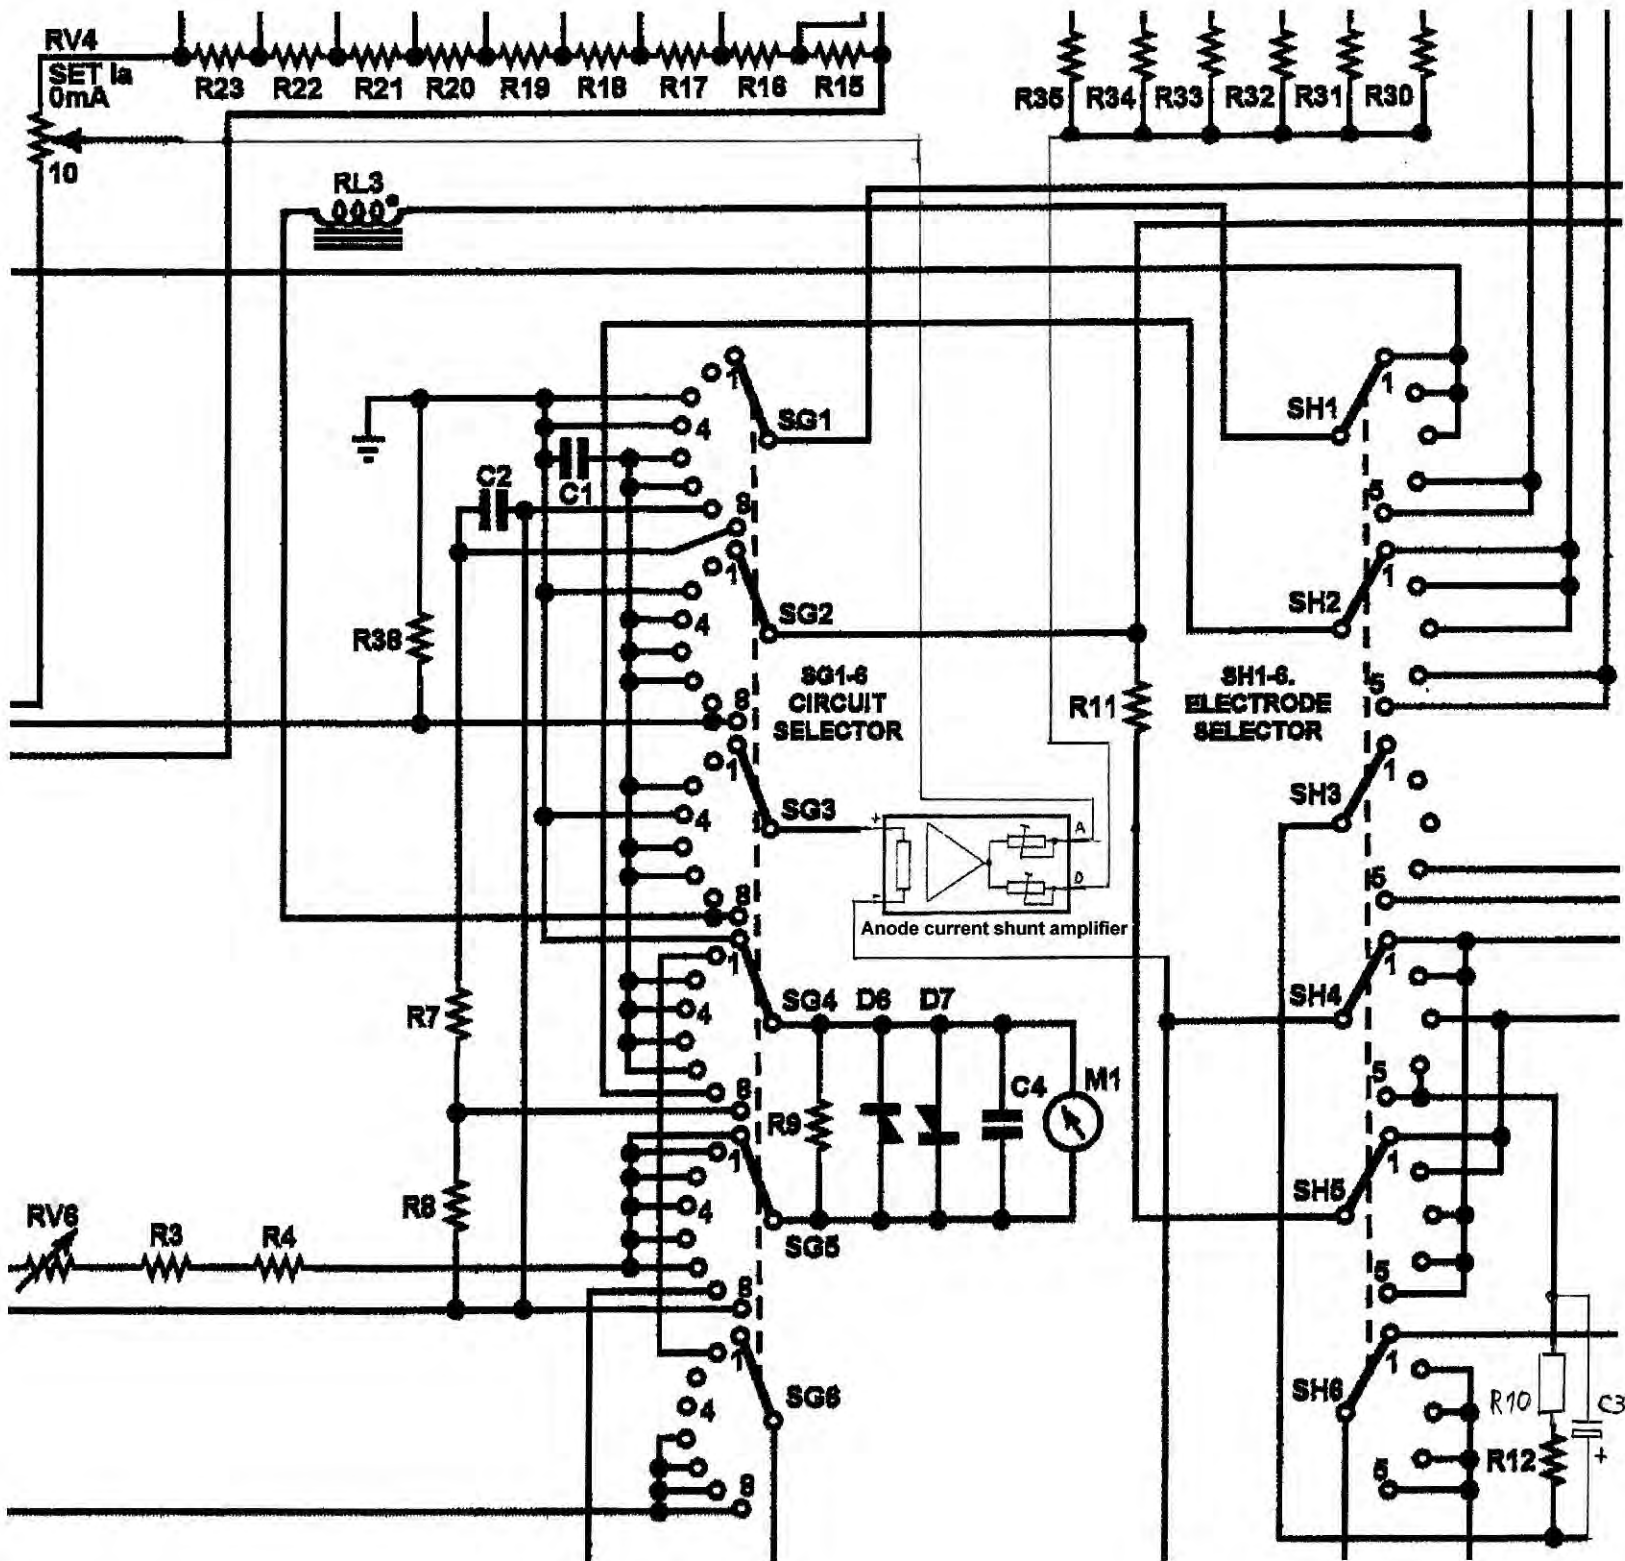 RV4
SET Ia
0mA
10
R23 R22 R21 R20 R19 R18 R17 R16 R15
R35 R34 R33 R32 R31 R30
RL3
1
SG1
4
C1
C2
8
1
SH1
5
R38
1
SG2
4
8
SG1-6
CIRCUIT
SELECTOR
R11
1
SH2
5
SH1-6.
ELECTRODE
SELECTOR
1
SG3
4
8
+
-
A
D
Anode current shunt amplifier
1
SH3
5
R7
1
SG4
4
8
D6 D7
R9
C4
M1
1
SH4
5
R8
1
4
SG5
8
1
SH5
5
RV6
R3
R4
1
4
SG6
8
1
SH6
5
R10
C3
+
R12